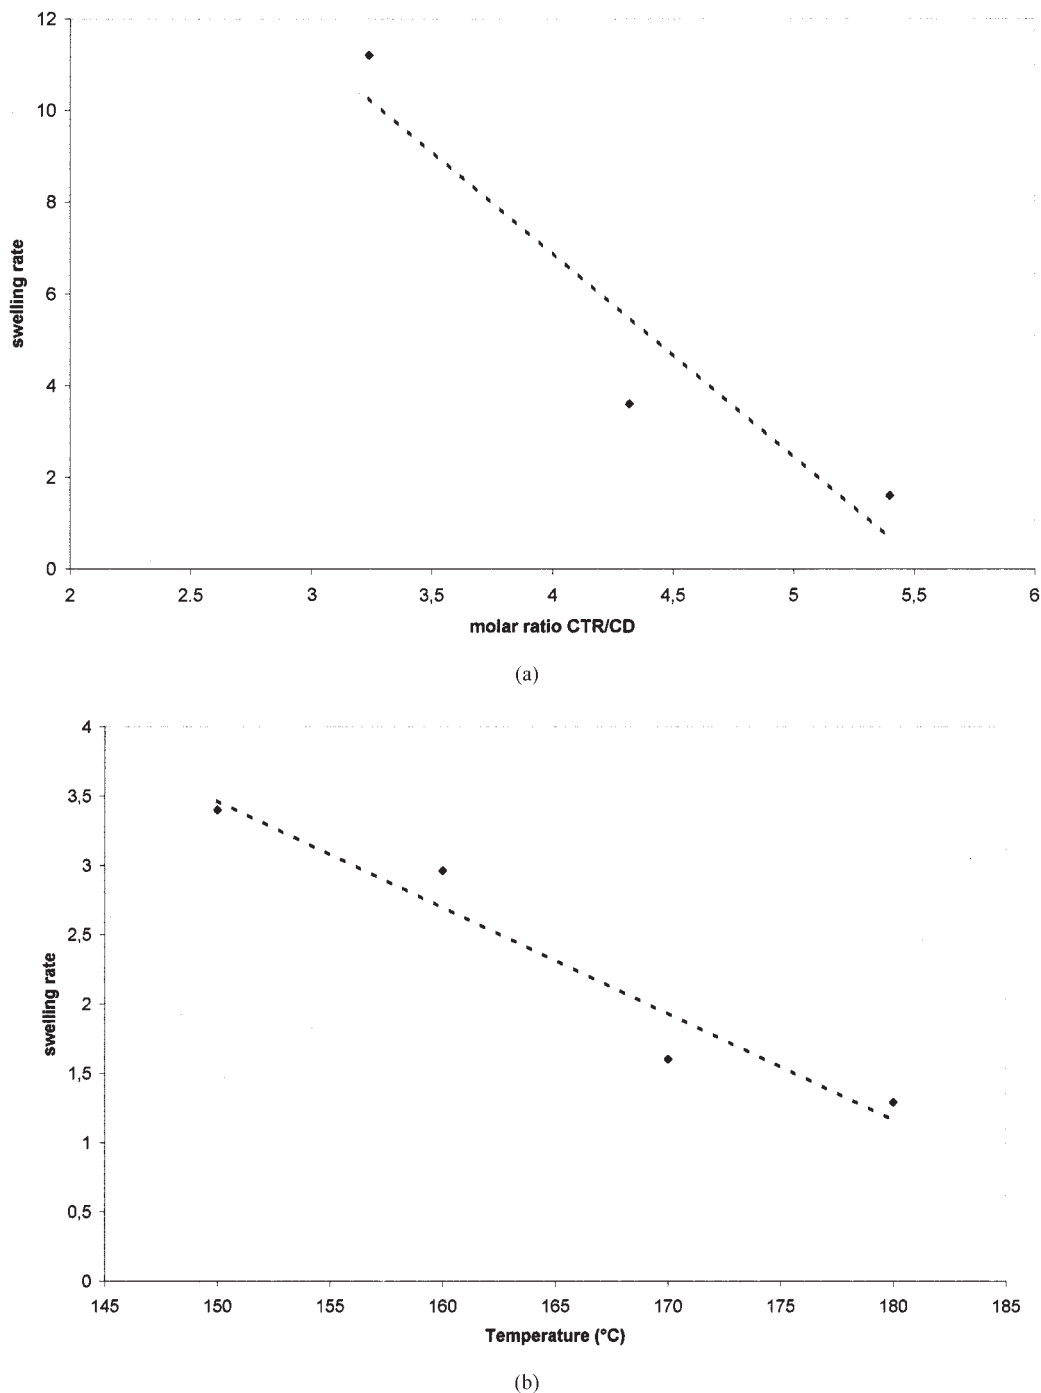 12
10
8
6
4
2
0
swelling rate
2 2.5 3 3,5 4 4,5 5 5,5 6
molar ratio CTR/CD
(a)
4
3,5
3
2,5
2
1,5
1
0,5
0
swelling rate
145 150 155 160 165 170 175 180 185
Temperature (°C)
(b)